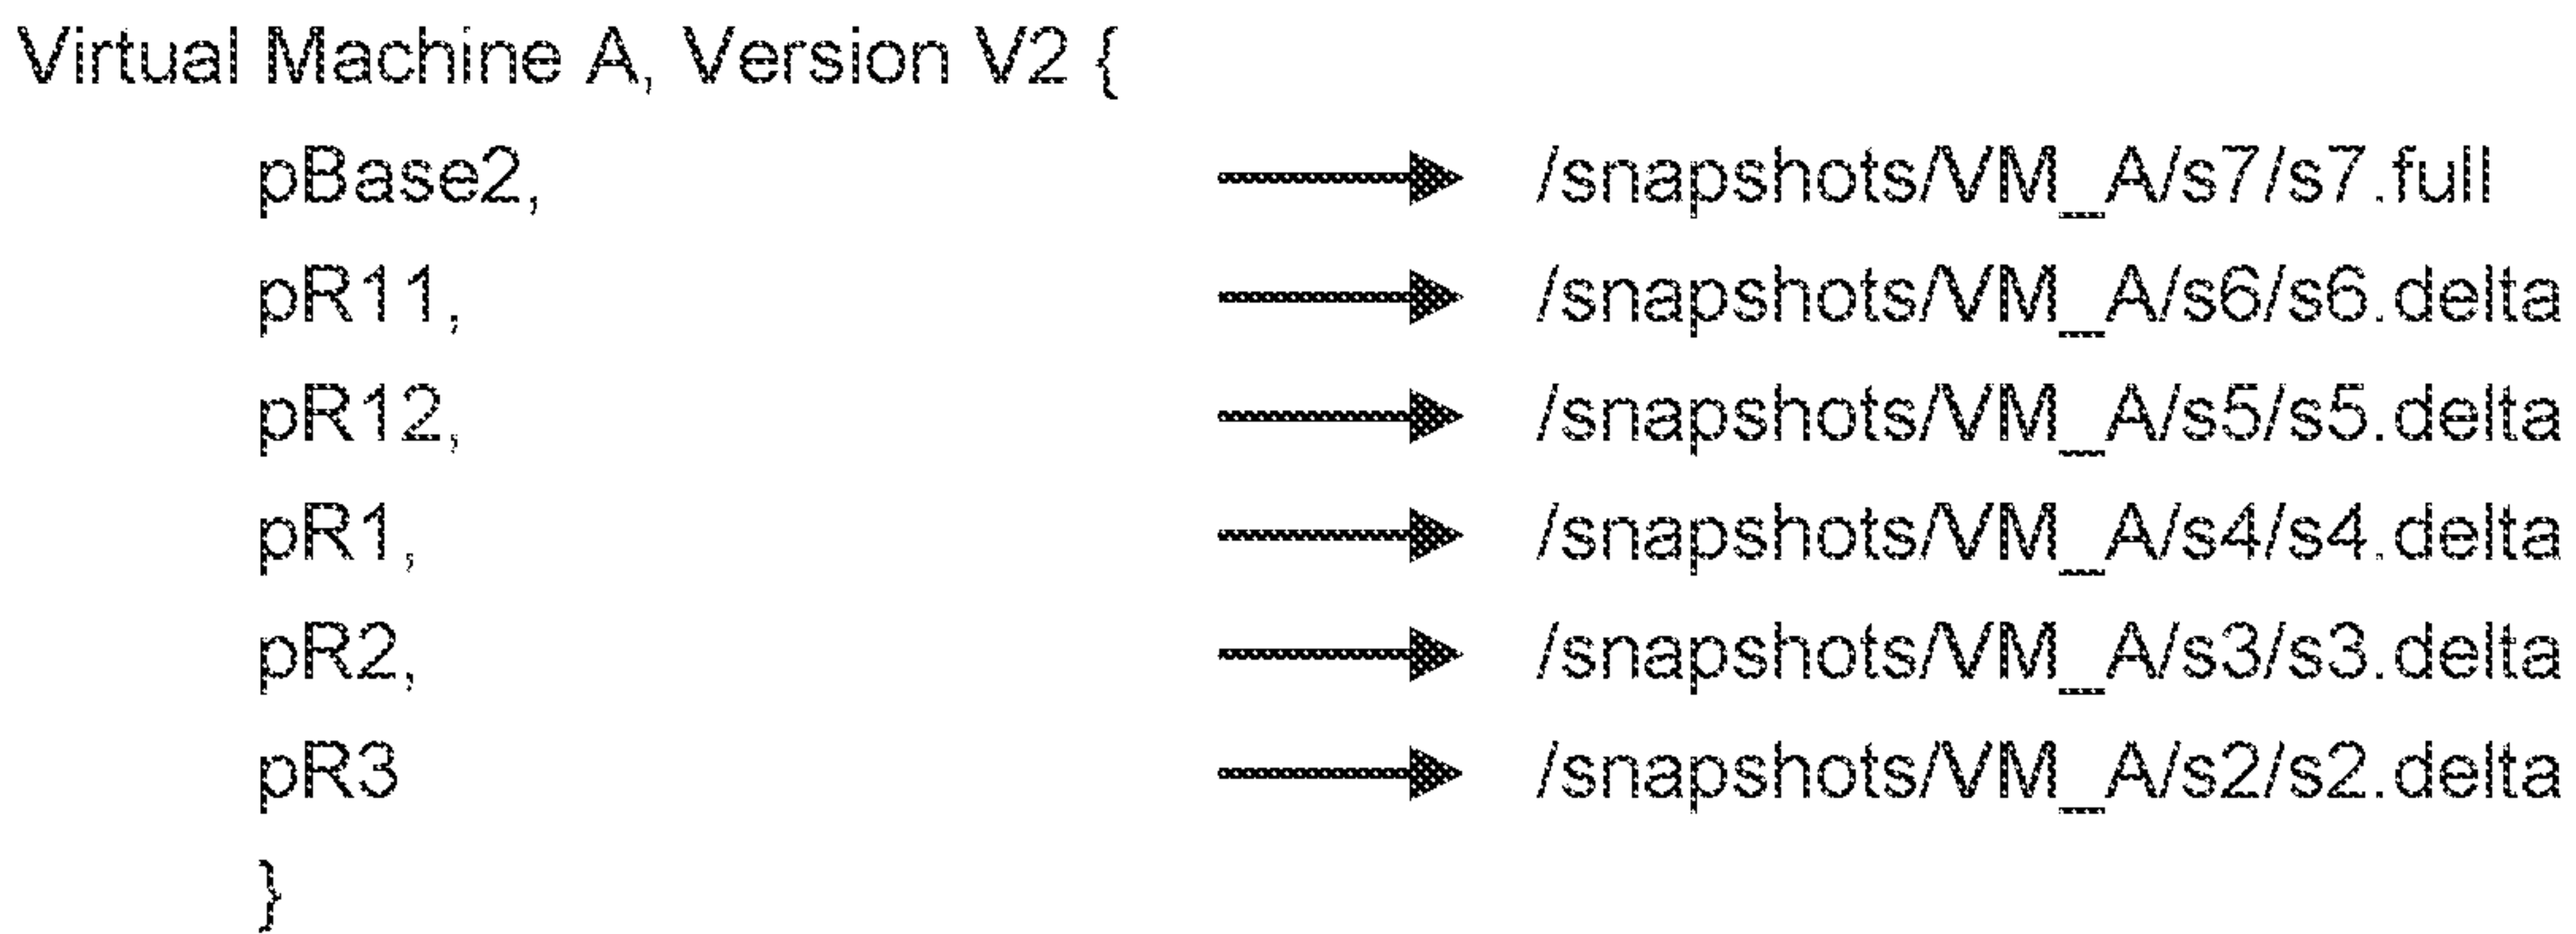 Virtual Machine A, Version V2 {
pBase2, /snapshots/VM_A/s7/s7.full
pR11, /snapshots/VM_A/s6/s6.delta
pR12, /snapshots/VM_A/s5/s5.delta
pR1, /snapshots/VM_A/s4/s4.delta
pR2, /snapshots/VM_A/s3/s3.delta
pR3 /snapshots/VM_A/s2/s2.delta
}